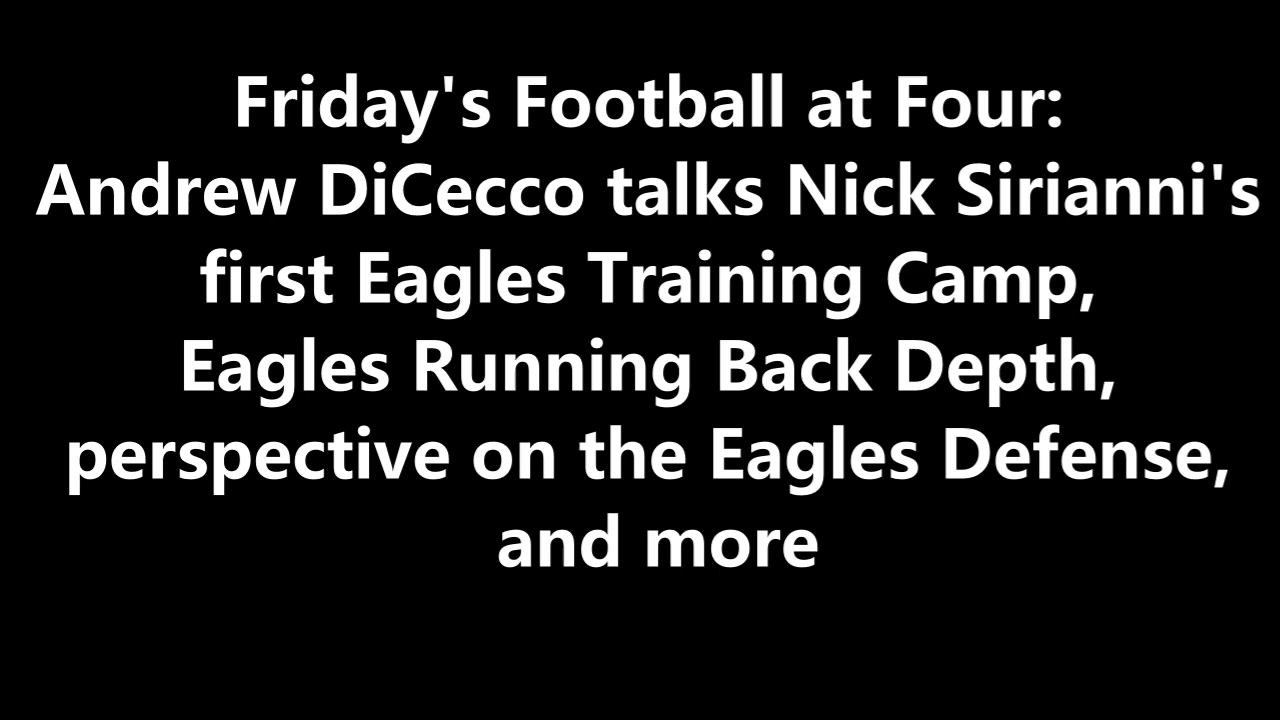 Friday's Football at Four:
Andrew DiCecco talks Nick Sirianni's
first Eagles Training Camp,
Eagles Running Back Depth,
perspective on the Eagles Defense,
and more